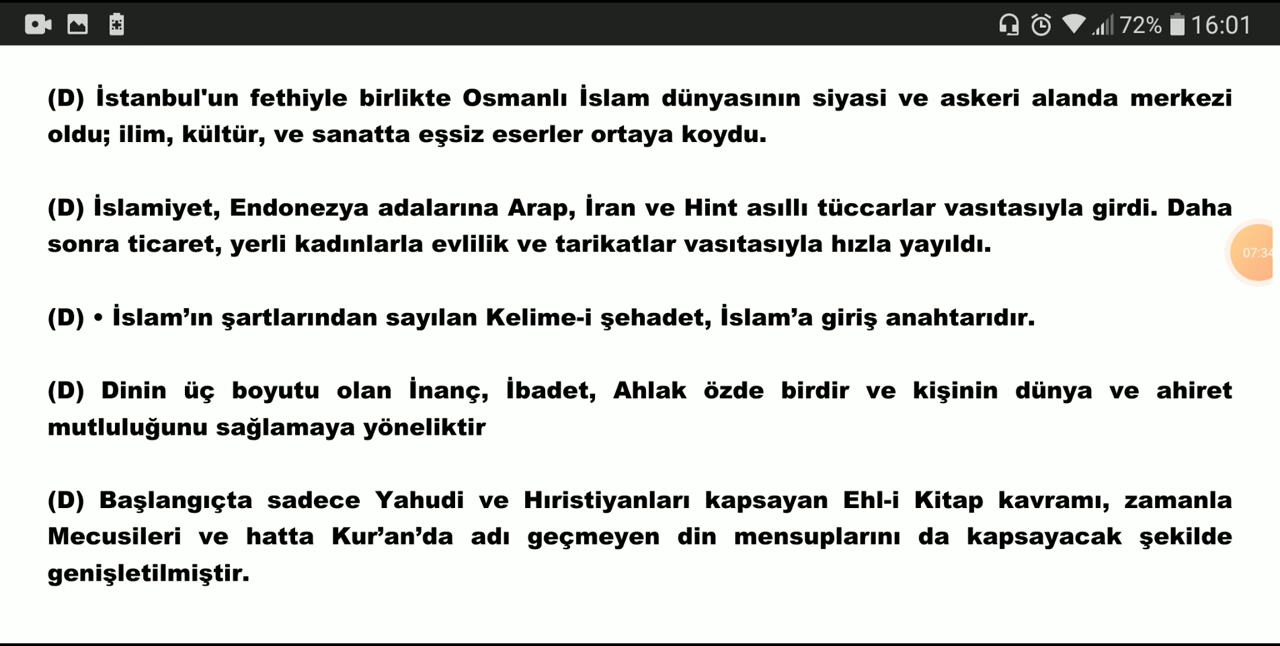 72% 16:01
(D) İstanbul'un fethiyle birlikte Osmanlı İslam dünyasının siyasi ve askeri alanda merkezi
oldu; ilim, kültür, ve sanatta eşsiz eserler ortaya koydu.
(D) İslamiyet, Endonezya adalarına Arap, İran ve Hint asıllı tüccarlar vasıtasıyla girdi. Daha
sonra ticaret, yerli kadınlarla evlilik ve tarikatlar vasıtasıyla hızla yayıldı.
07:34
(D) • İslam’ın şartlarından sayılan Kelime-i şehadet, İslam’a giriş anahtarıdır.
(D) Dinin üç boyutu olan İnanç, İbadet, Ahlak özde birdir ve kişinin dünya ve ahiret
mutluluğunu sağlamaya yöneliktir
(D) Başlangıçta sadece Yahudi ve Hıristiyanları kapsayan Ehl-i Kitap kavramı, zamanla
Mecusileri ve hatta Kur’an’da adı geçmeyen din mensuplarını da kapsayacak şekilde
genişletilmiştir.